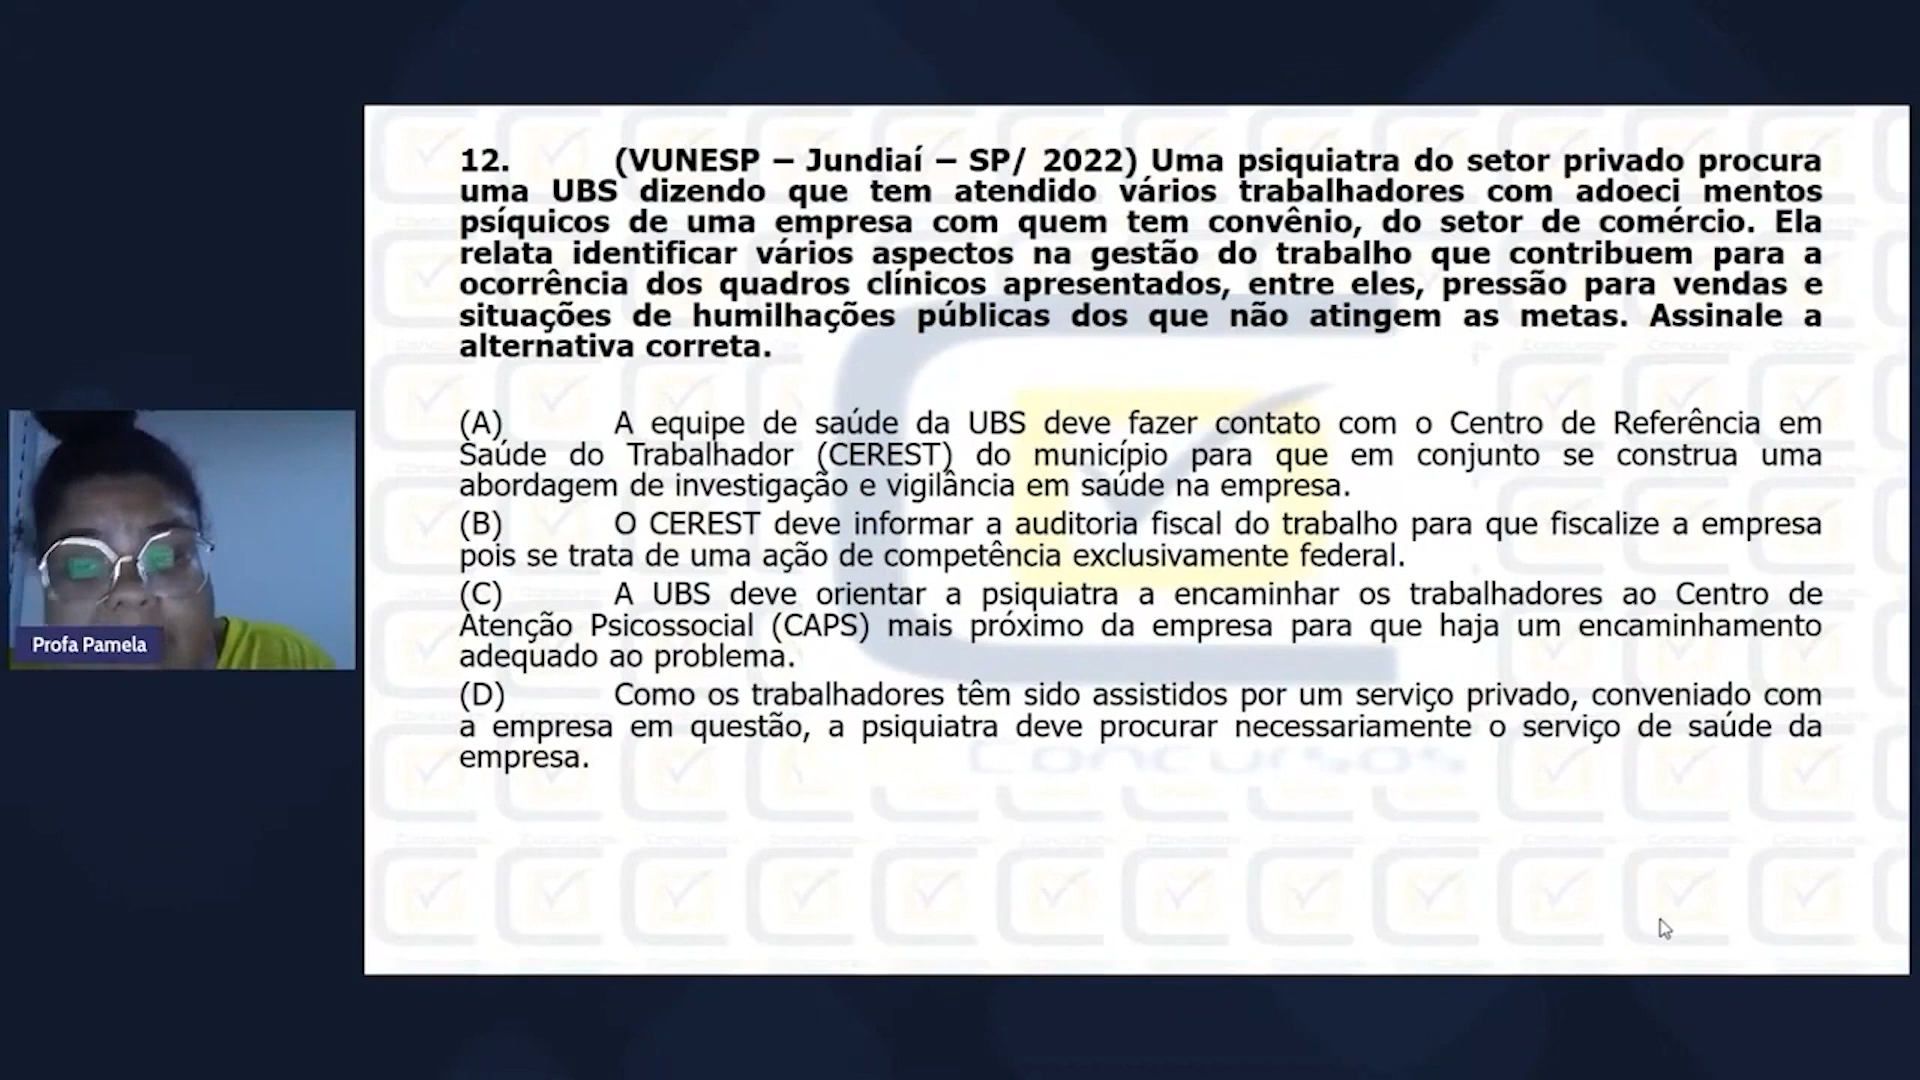 12. (VUNESP – Jundiaí – SP/ 2022) Uma psiquiatra do setor privado procura
uma UBS dizendo que tem atendido vários trabalhadores com adoeci mentos
psíquicos de uma empresa com quem tem convênio, do setor de comércio. Ela
relata identificar vários aspectos na gestão do trabalho que contribuem para a
ocorrência dos quadros clínicos apresentados, entre eles, pressão para vendas e
situações de humilhações públicas dos que não atingem as metas. Assinale a
alternativa correta.
(A) A equipe de saúde da UBS deve fazer contato com o Centro de Referência em
Saúde do Trabalhador (CEREST) do município para que em conjunto se construa uma
abordagem de investigação e vigilância em saúde na empresa.
(B) O CEREST deve informar a auditoria fiscal do trabalho para que fiscalize a empresa
pois se trata de uma ação de competência exclusivamente federal.
(C) A UBS deve orientar a psiquiatra a encaminhar os trabalhadores ao Centro de
Atenção Psicossocial (CAPS) mais próximo da empresa para que haja um encaminhamento
adequado ao problema.
(D) Como os trabalhadores têm sido assistidos por um serviço privado, conveniado com
a empresa em questão, a psiquiatra deve procurar necessariamente o serviço de saúde da
empresa.
Concursos
Profa Pamela